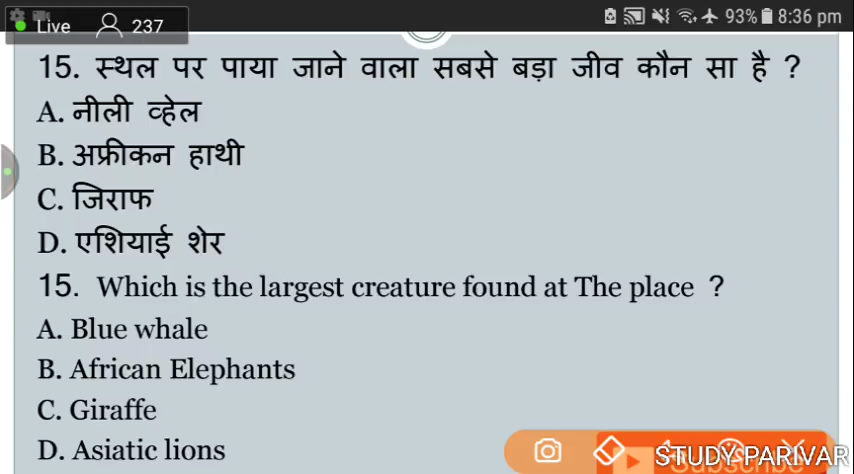 Live 237 93% 8:36 pm
15. स्थल पर पाया जाने वाला सबसे बड़ा जीव कौन सा है ?
A. नीली व्हेल
B. अफ्रीकन हाथी
C. जिराफ
D. एशियाई शेर
15. Which is the largest creature found at The place ?
A. Blue whale
B. African Elephants
C. Giraffe
D. Asiatic lions
STUDY PARIVAR
Subscribe